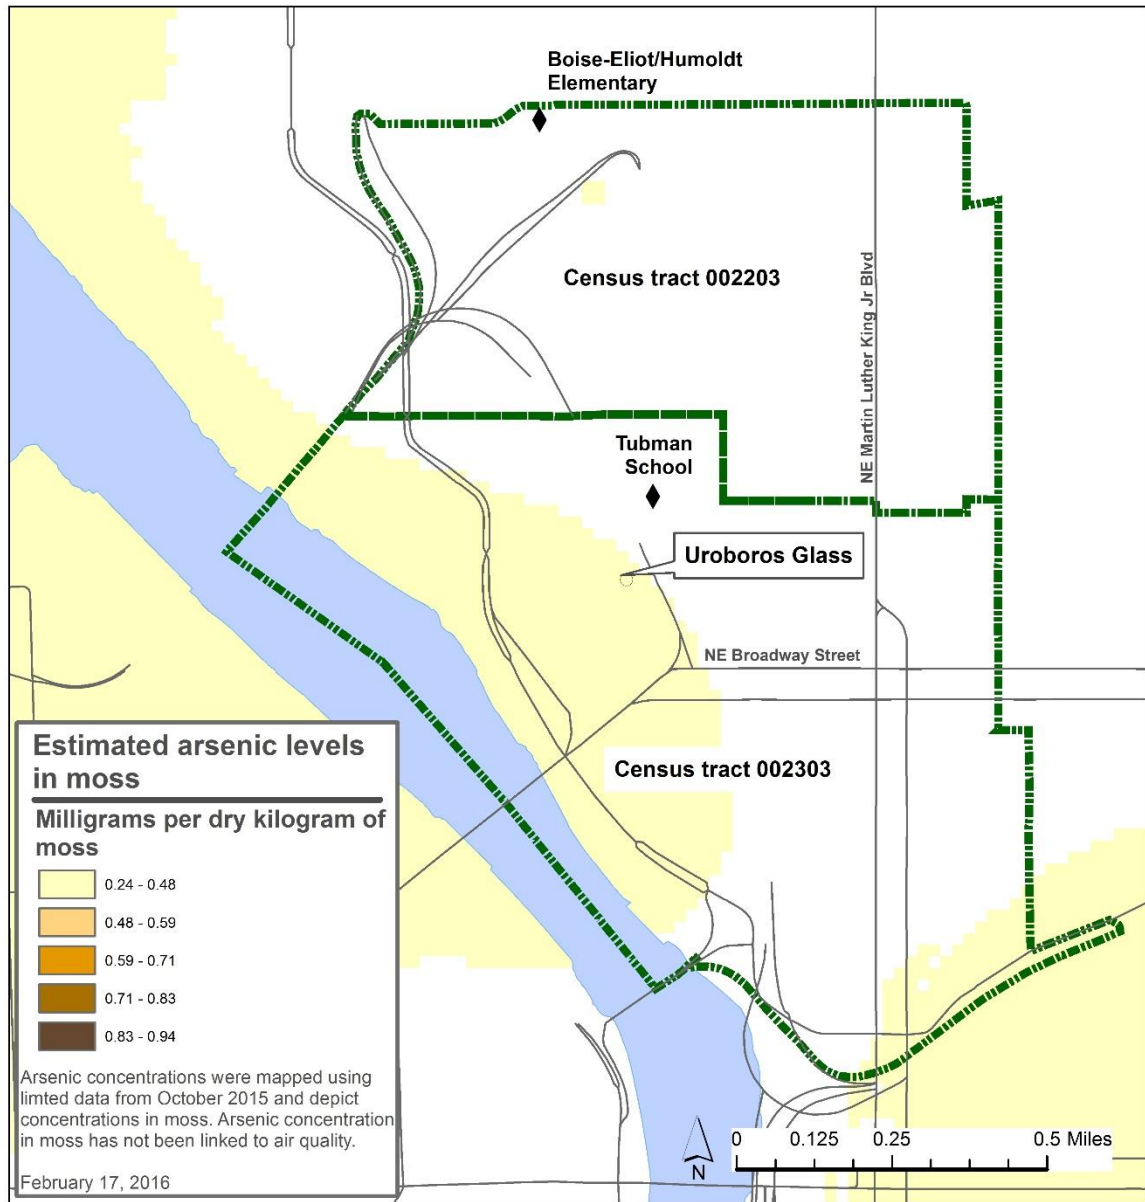 Boise-Eliot/Humoldt
Elementary
Census tract 002203
NE Martin Luther King Jr Blvd
Tubman
School
Uroboros Glass
NE Broadway Street
Census tract 002303
Estimated arsenic levels
in moss
Milligrams per dry kilogram of
moss
0.24 - 0.48
0.48 - 0.59
0.59 - 0.71
0.71 - 0.83
0.83 - 0.94
Arsenic concentrations were mapped using
limted data from October 2015 and depict
concentrations in moss. Arsenic concentration
in moss has not been linked to air quality.
February 17, 2016
N
0 0.125 0.25 0.5 Miles